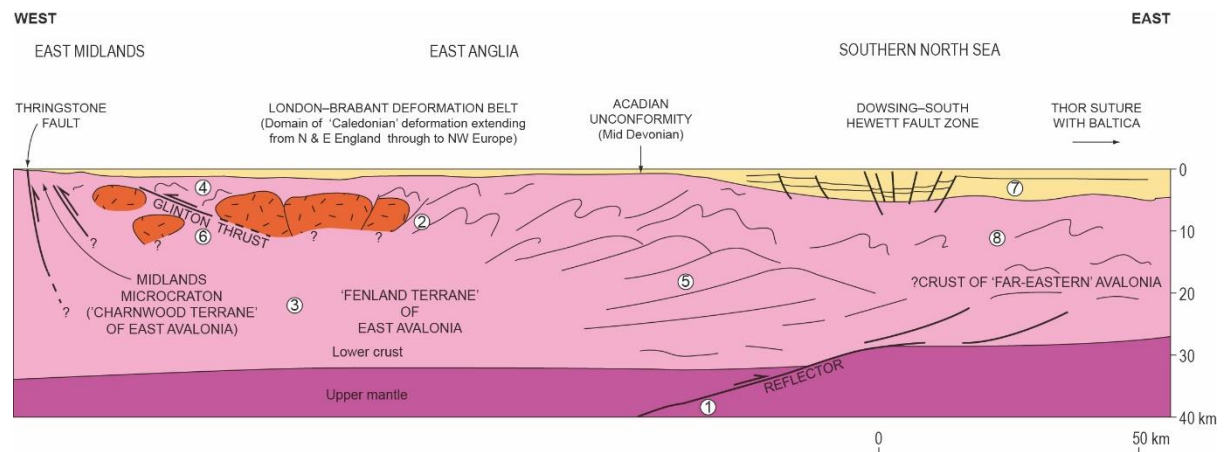 WEST
EAST
EAST MIDLANDS
EAST ANGLIA
SOUTHERN NORTH SEA
THRINGSTONE
FAULT
LONDON–BRABANT DEFORMATION BELT
(Domain of 'Caledonian' deformation extending
from N & E England through to NW Europe)
ACADIAN
UNCONFORMITY
(Mid Devonian)
DOWSING–SOUTH
HEWETT FAULT ZONE
THOR SUTURE
WITH BALTICA
0
4
7
GLINTON THRUST
2
?
6
?
?
?
8
10
MIDLANDS
MICROCRATON
('CHARNWOOD TERRANE'
OF EAST AVALONIA)
?
3
'FENLAND TERRANE'
OF
EAST AVALONIA
5
?CRUST OF 'FAR-EASTERN' AVALONIA
20
Lower crust
30
REFLECTOR
Upper mantle
1
40 km
0
50 km